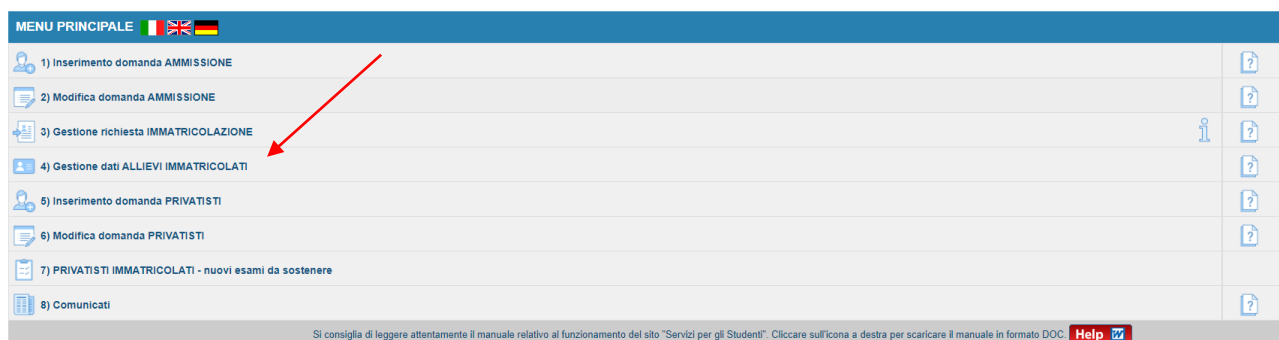 MENU PRINCIPALE
1) Inserimento domanda AMMISSIONE
2) Modifica domanda AMMISSIONE
3) Gestione richiesta IMMATRICOLAZIONE
4) Gestione dati ALLIEVI IMMATRICOLATI
5) Inserimento domanda PRIVATISTI
6) Modifica domanda PRIVATISTI
7) PRIVATISTI IMMATRICOLATI - nuovi esami da sostenere
8) Comunicati
Si consiglia di leggere attentamente il manuale relativo al funzionamento del sito "Servizi per gli Studenti". Cliccare sull'icona a destra per scaricare il manuale in formato DOC. Help W